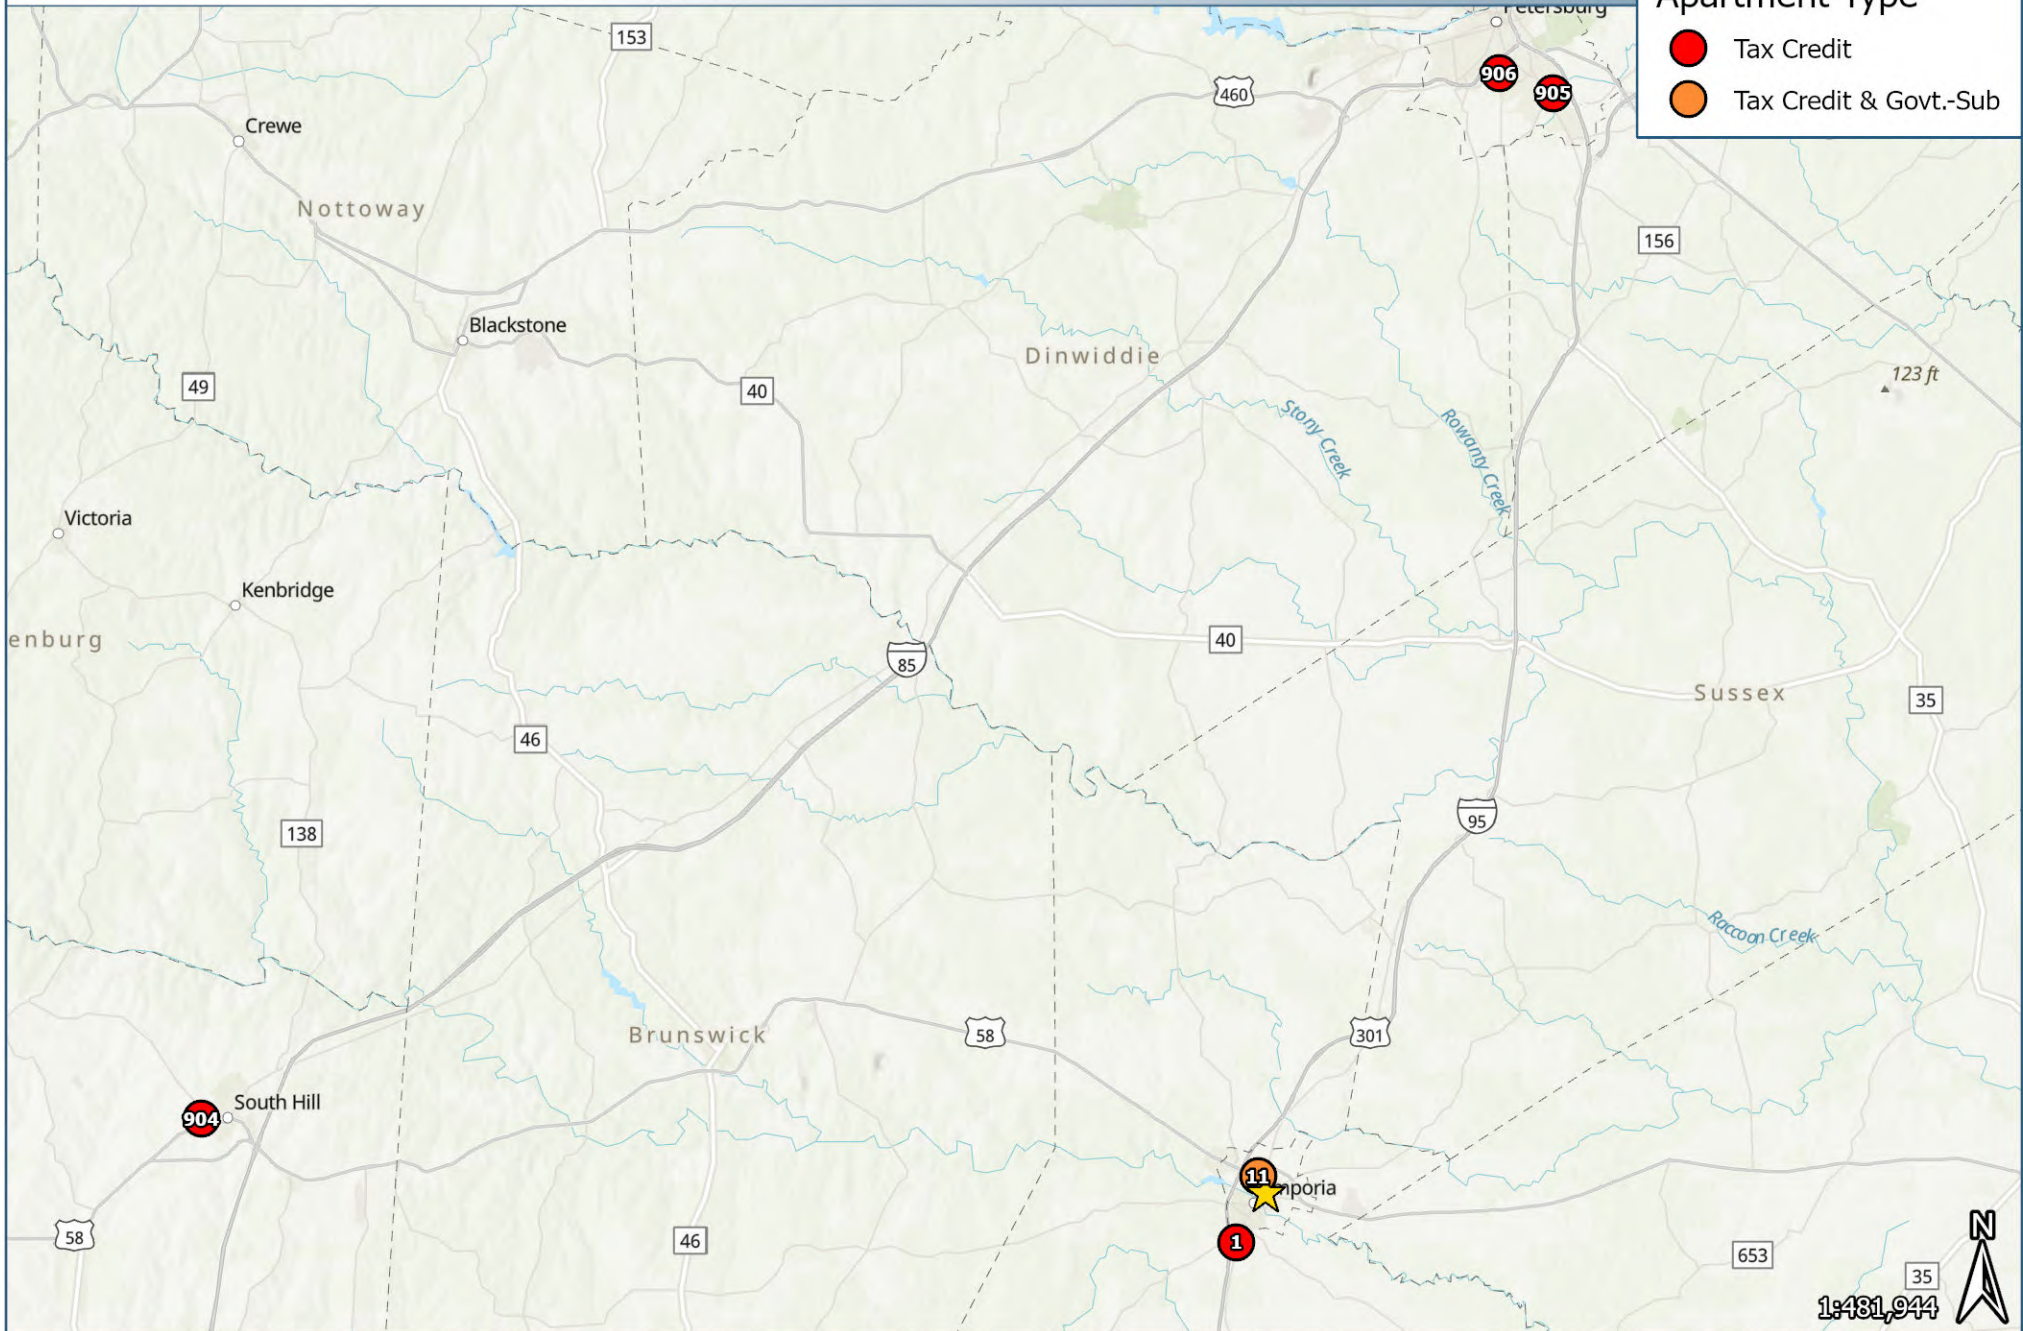 Petersburg
Apartment Type
Tax Credit
Tax Credit & Govt.-Sub
153
460
906
905
Crewe
Nottoway
156
Blackstone
Dinwiddie
123 ft
49
40
Stony Creek
Rowanty Creek
Victoria
Kenbridge
enburg
85
40
Sussex
35
46
95
138
Raccoon Creek
Brunswick
58
301
904
South Hill
11
mporia
58
46
1
653
N
35
1:481,944